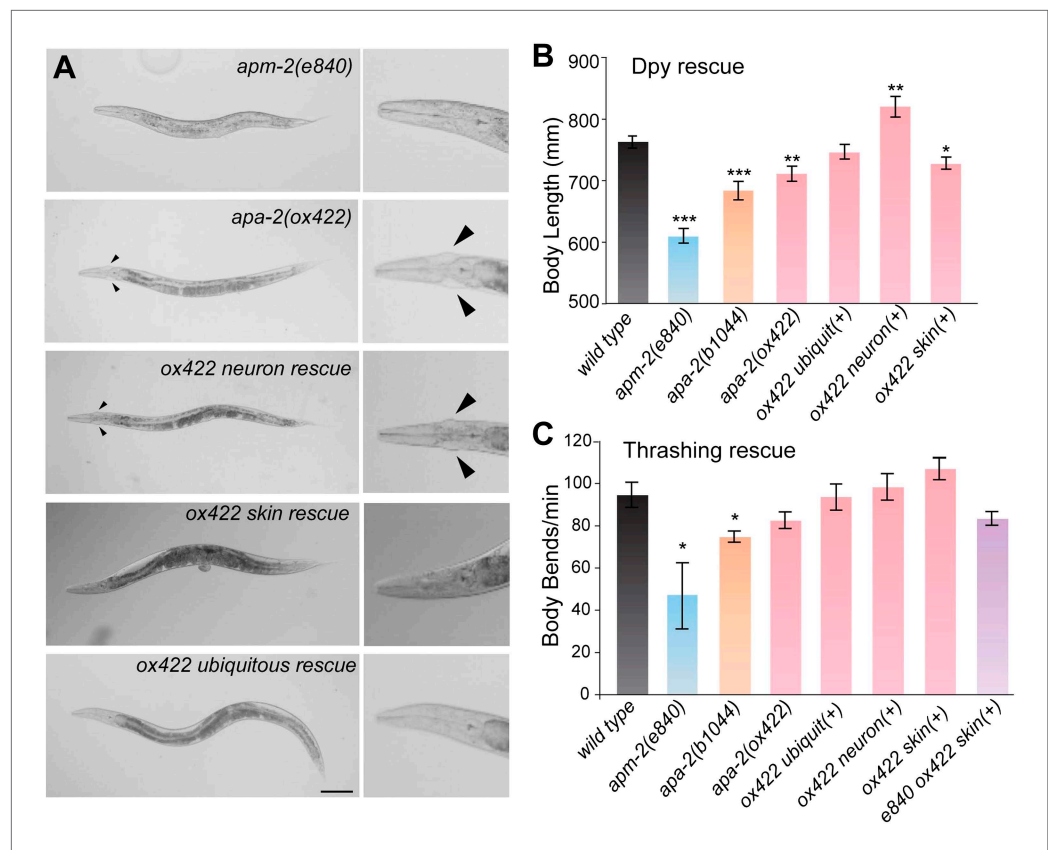 A
apm-2(e840)
apa-2(ox422)
ox422 neuron rescue
ox422 skin rescue
ox422 ubiquitous rescue
B
Dpy rescue
Body Length (mm)
900
800
700
600
500
***
***
**
**
*
wild type
apm-2(e840)
apa-2(b1044)
apa-2(ox422)
ox422 ubiquit(+)
ox422 neuron(+)
ox422 skin(+)
C
Thrashing rescue
Body Bends/min
120
100
80
60
40
20
0
*
*
wild type
apm-2(e840)
apa-2(b1044)
apa-2(ox422)
ox422 ubiquit(+)
ox422 neuron(+)
ox422 skin(+)
e840 ox422 skin(+)